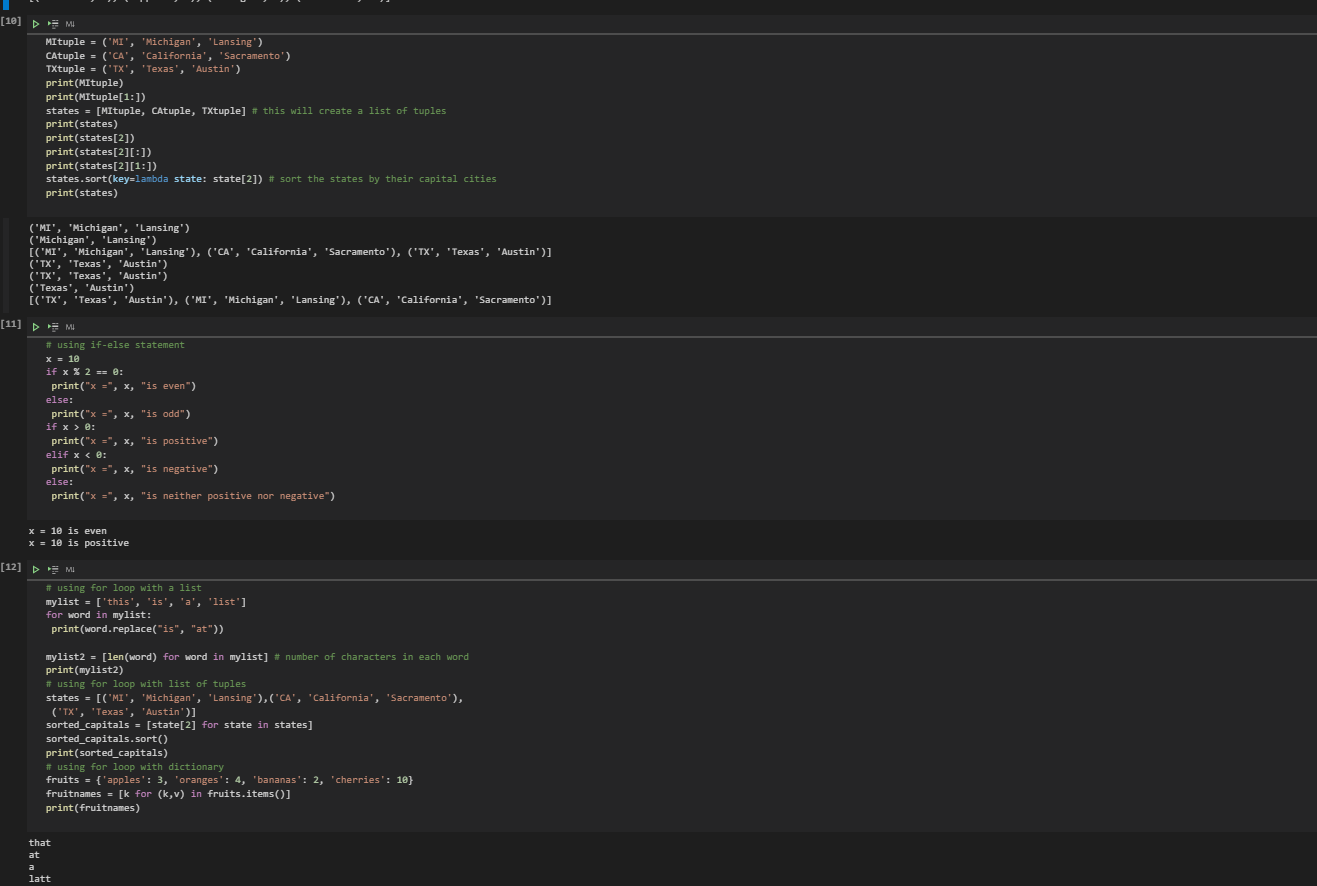 [10]
M↓
MItuple = ('MI', 'Michigan', 'Lansing')
CAtuple = ('CA', 'California', 'Sacramento')
TXtuple = ('TX', 'Texas', 'Austin')
print(MItuple)
print(MItuple[1:])
states = [MItuple, CAtuple, TXtuple] # this will create a list of tuples
print(states)
print(states[2])
print(states[2][:])
print(states[2][1:])
states.sort(key=lambda state: state[2]) # sort the states by their capital cities
print(states)
('MI', 'Michigan', 'Lansing')
('Michigan', 'Lansing')
[('MI', 'Michigan', 'Lansing'), ('CA', 'California', 'Sacramento'), ('TX', 'Texas', 'Austin')]
('TX', 'Texas', 'Austin')
('TX', 'Texas', 'Austin')
('Texas', 'Austin')
[('TX', 'Texas', 'Austin'), ('MI', 'Michigan', 'Lansing'), ('CA', 'California', 'Sacramento')]
[11]
M↓
# using if-else statement
x = 10
if x % 2 == 0:
 print("x =", x, "is even")
else:
 print("x =", x, "is odd")
if x > 0:
 print("x =", x, "is positive")
elif x < 0:
 print("x =", x, "is negative")
else:
 print("x =", x, "is neither positive nor negative")
x = 10 is even
x = 10 is positive
[12]
M↓
# using for loop with a list
mylist = ['this', 'is', 'a', 'list']
for word in mylist:
 print(word.replace("is", "at"))
mylist2 = [len(word) for word in mylist] # number of characters in each word
print(mylist2)
# using for loop with list of tuples
states = [('MI', 'Michigan', 'Lansing'),('CA', 'California', 'Sacramento'),
 ('TX', 'Texas', 'Austin')]
sorted_capitals = [state[2] for state in states]
sorted_capitals.sort()
print(sorted_capitals)
# using for loop with dictionary
fruits = {'apples': 3, 'oranges': 4, 'bananas': 2, 'cherries': 10}
fruitnames = [k for (k,v) in fruits.items()]
print(fruitnames)
that
at
a
latt